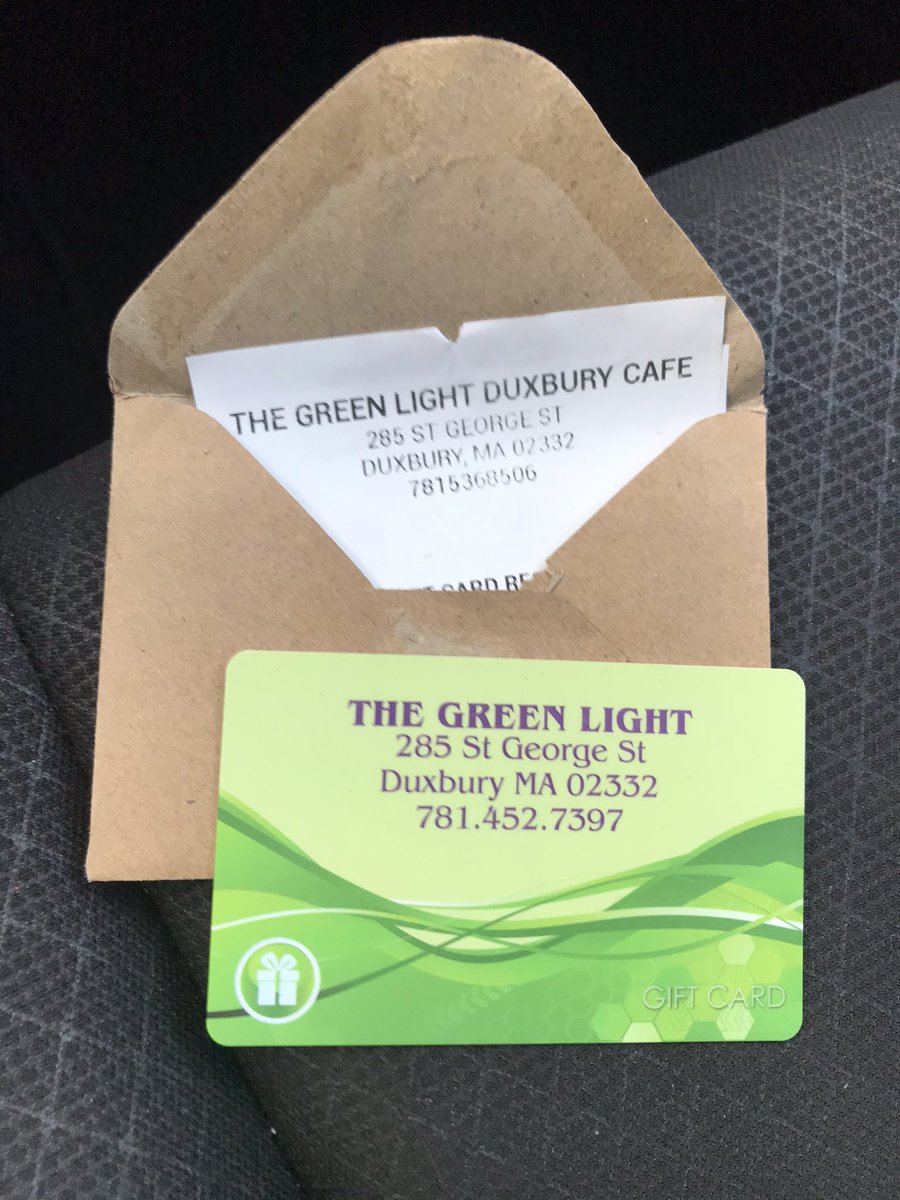 THE GREEN LIGHT DUXBURY CAFE
285 ST GEORGE ST
DUXBURY, MA 02332
7815368506
CARD
THE GREEN LIGHT
285 St George St
Duxbury MA 02332
781.452.7397
GIFT CARD